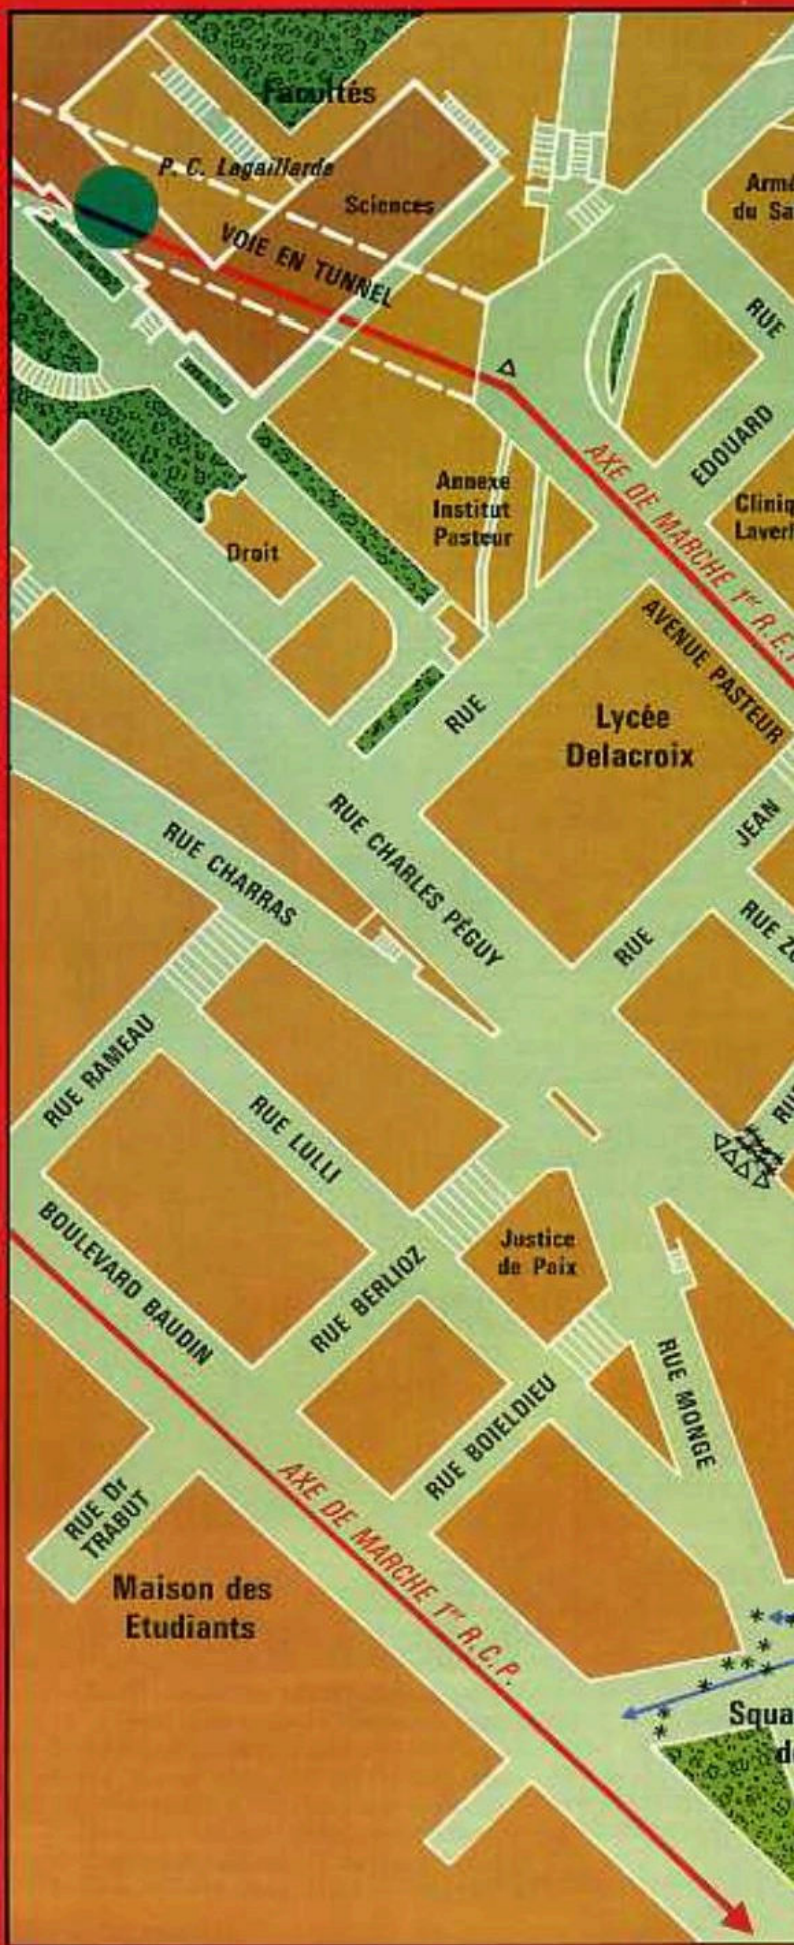 Facultés
P. C. Lagaillarde
Sciences
VOIE EN TUNNEL
Armé
du Sa
RUE
EDOUARD
Cliniq
Laver
Annexe
Institut
Pasteur
Droit
AXE DE MARCHE 1er R.E.
AVENUE PASTEUR
RUE
Lycée
Delacroix
JEAN
RUE
RUE CHARLES PÉGUY
RUE CHARRAS
RUE
RUE RAMEAU
RUE LULLI
BOULEVARD BAUDIN
RUE BERLIOZ
Justice
de Paix
RUE MONGE
RUE BOIELDIEU
AXE DE MARCHE 1er R.C.P.
RUE Dr
TRABUT
Maison des
Etudiants
Squa
d